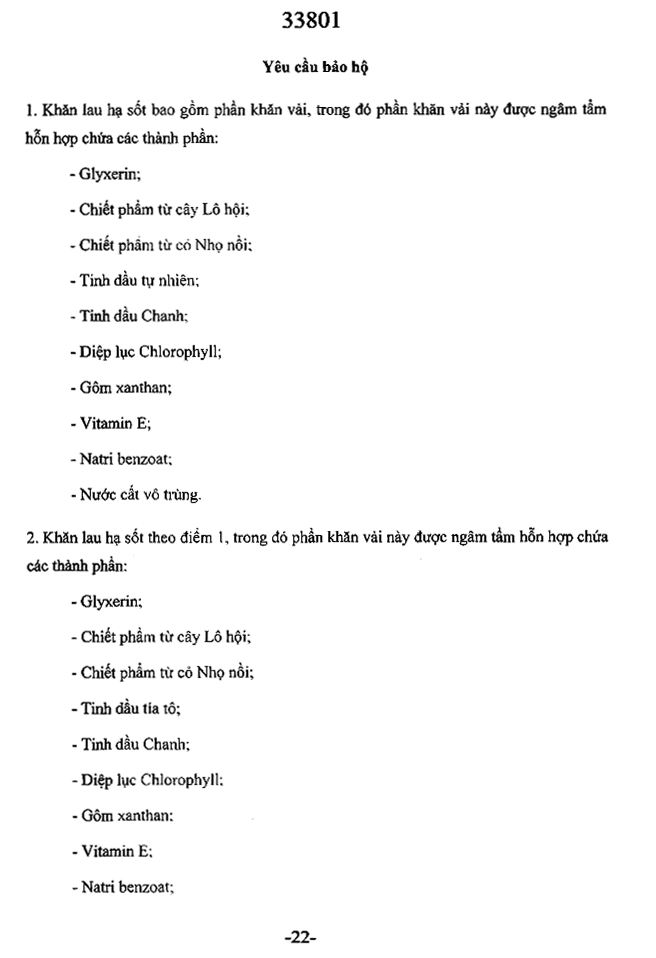 33801
Yêu cầu bảo hộ
1. Khăn lau hạ sốt bao gồm phần khăn vải, trong đó phần khăn vải này được ngâm tẩm
hỗn hợp chứa các thành phần:
- Glyxerin;
- Chiết phẩm từ cây Lô hội;
- Chiết phẩm từ cỏ Nhọ nồi;
- Tinh dầu tự nhiên;
- Tinh dầu Chanh;
- Diệp lục Chlorophyll;
- Gôm xanthan;
- Vitamin E;
- Natri benzoat;
- Nước cất vô trùng.
2. Khăn lau hạ sốt theo điểm 1, trong đó phần khăn vải này được ngâm tẩm hỗn hợp chứa
các thành phần:
- Glyxerin;
- Chiết phẩm từ cây Lô hội;
- Chiết phẩm từ cỏ Nhọ nồi;
- Tinh dầu tía tô;
- Tinh dầu Chanh;
- Diệp lục Chlorophyll;
- Gôm xanthan;
- Vitamin E;
- Natri benzoat;
-22-